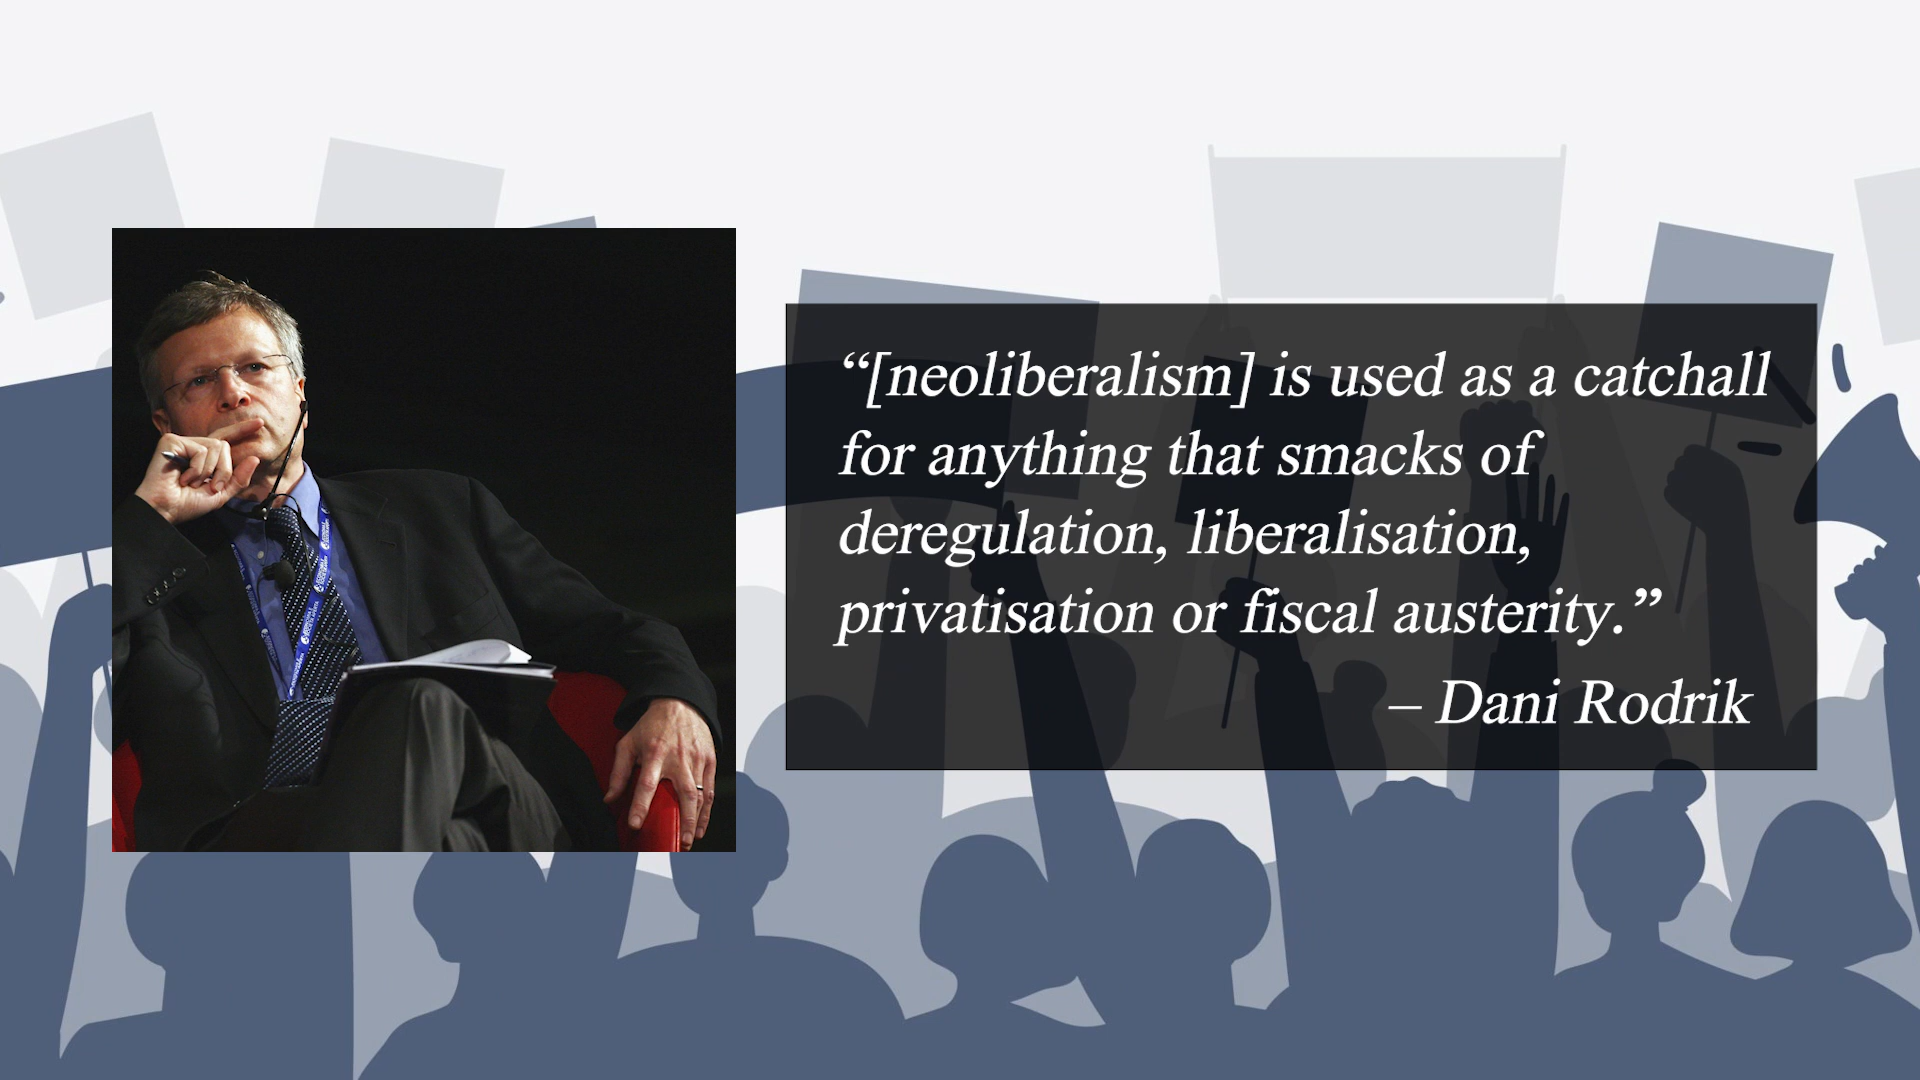 “[neoliberalism] is used as a catchall
for anything that smacks of
deregulation, liberalisation,
privatisation or fiscal austerity.”
– Dani Rodrik